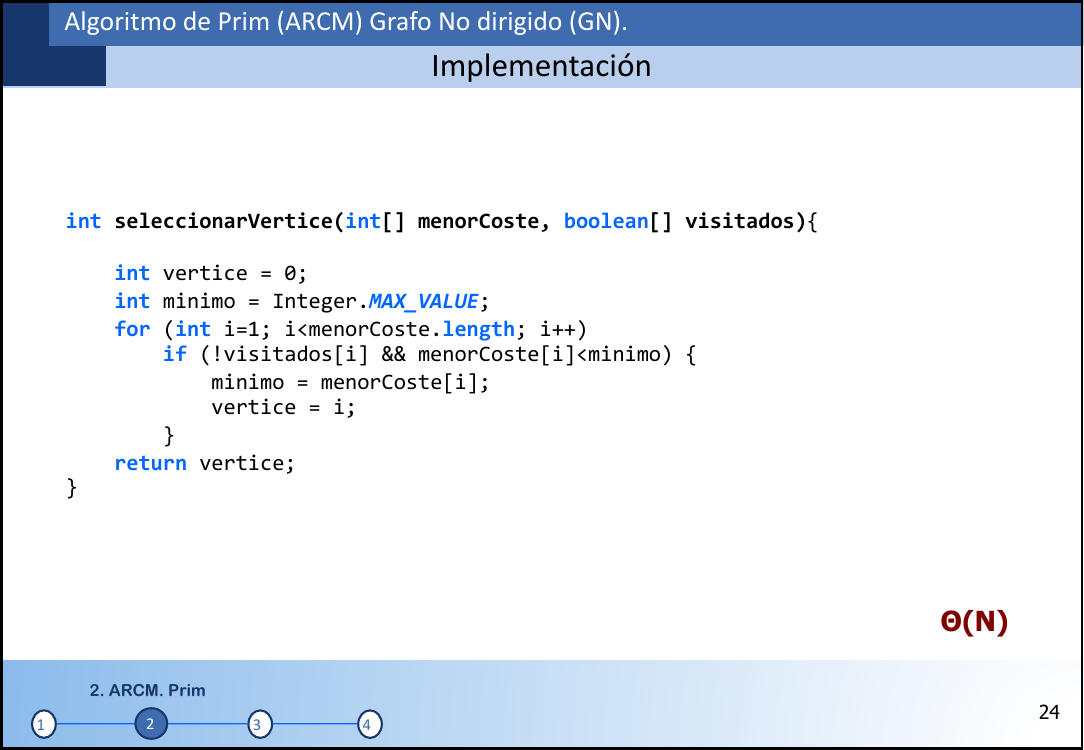 Algoritmo de Prim (ARCM) Grafo No dirigido (GN).
Implementación
int seleccionarVertice(int[] menorCoste, boolean[] visitados){
int vertice = 0;
int minimo = Integer.MAX_VALUE;
for (int i=1; i<menorCoste.length; i++)
if (!visitados[i] && menorCoste[i]<minimo) {
minimo = menorCoste[i];
vertice = i;
}
return vertice;
}
Θ(N)
2. ARCM. Prim
1 2 3 4
24